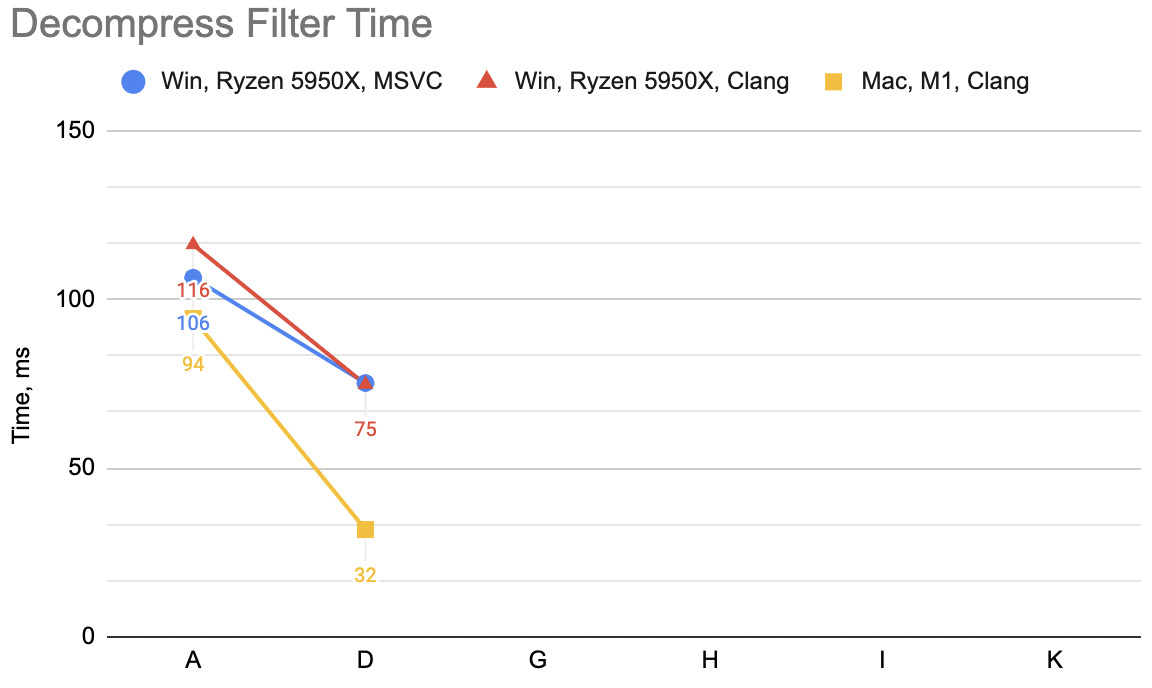 Decompress Filter Time
Win, Ryzen 5950X, MSVC
Win, Ryzen 5950X, Clang
Mac, M1, Clang
150
100
50
0
Time, ms
116
106
94
75
32
A D G H I K